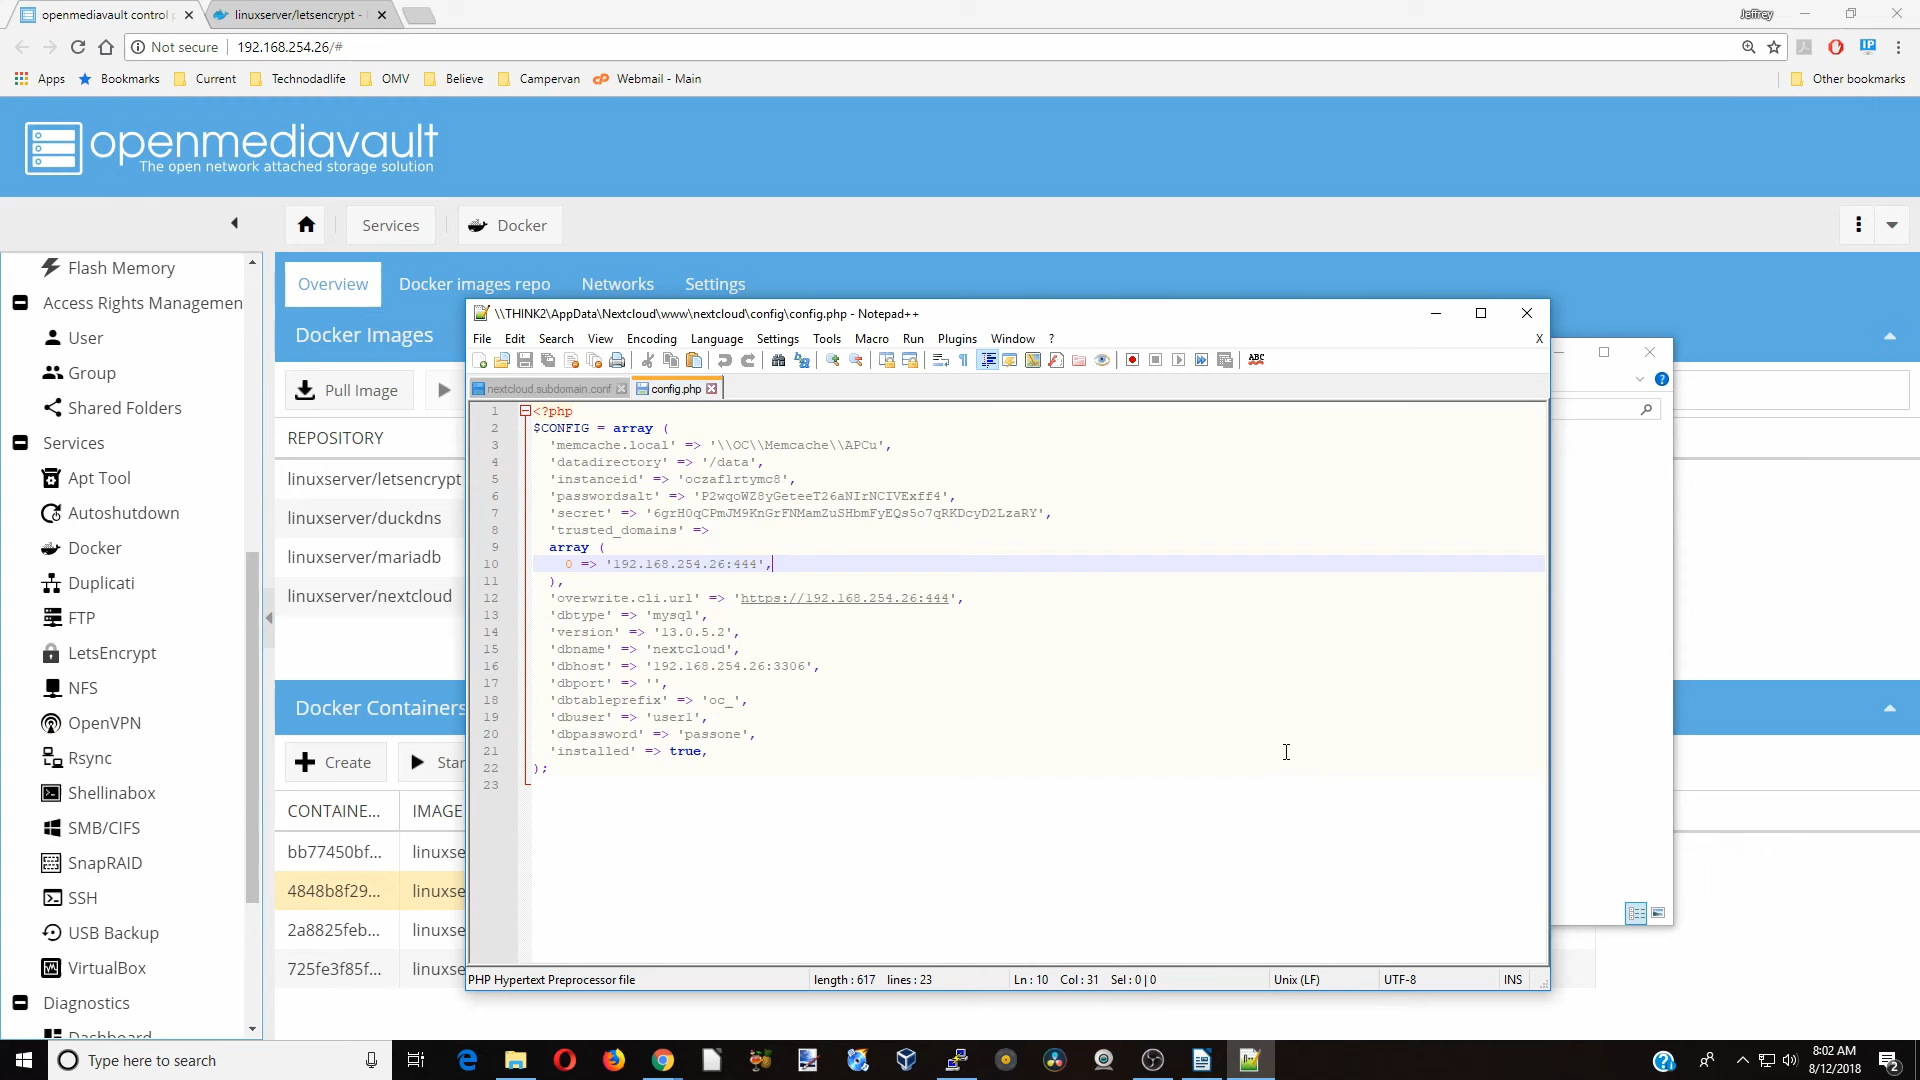 openmediavault control p
linuxserver/letsencrypt -
Jeffrey
Not secure
192.168.254.26/#
Apps
Bookmarks
Current
Technodadlife
OMV
Believe
Campervan
Webmail - Main
Other bookmarks
openmediavault
The open network attached storage solution
Services
Docker
Flash Memory
Access Rights Managemen
User
Group
Shared Folders
Services
Apt Tool
Autoshutdown
Docker
Duplicati
FTP
LetsEncrypt
NFS
OpenVPN
Rsync
Shellinabox
SMB/CIFS
SnapRAID
SSH
USB Backup
VirtualBox
Diagnostics
Dashboard
Overview
Docker images repo
Networks
Settings
Docker Images
Pull Image
REPOSITORY
linuxserver/letsencrypt
linuxserver/duckdns
linuxserver/mariadb
linuxserver/nextcloud
Docker Containers
Create
Star
CONTAINE...
IMAGE
bb77450bf...
linuxse
4848b8f29...
linuxse
2a8825feb...
linuxse
725fe3f85f...
linuxse
\\THINK2\AppData\Nextcloud\www\nextcloud\config\config.php - Notepad++
File Edit Search View Encoding Language Settings Tools Macro Run Plugins Window ?
X
ABC
nextcloud.subdomain.conf
config.php
1 <?php
2 $CONFIG = array (
3 'memcache.local' => '\\OC\\Memcache\\APCu',
4 'datadirectory' => '/data',
5 'instanceid' => 'oczaflrtymc8',
6 'passwordsalt' => 'P2wqoWZ8yGeteeT26aNIrNCIVExff4',
7 'secret' => '6grH0qCPmJM9KnGrFNMamZuSHbmFyEQs5o7qRKDcyD2LzaRY',
8 'trusted_domains' =>
9 array (
10 0 => '192.168.254.26:444',
11 ),
12 'overwrite.cli.url' => 'https://192.168.254.26:444',
13 'dbtype' => 'mysql',
14 'version' => '13.0.5.2',
15 'dbname' => 'nextcloud',
16 'dbhost' => '192.168.254.26:3306',
17 'dbport' => '',
18 'dbtableprefix' => 'oc_',
19 'dbuser' => 'user1',
20 'dbpassword' => 'passone',
21 'installed' => true,
22 );
23
PHP Hypertext Preprocessor file
length : 617 lines : 23
Ln : 10 Col : 31 Sel : 0 | 0
Unix (LF)
UTF-8
INS
Type here to search
8:02 AM
8/12/2018
2